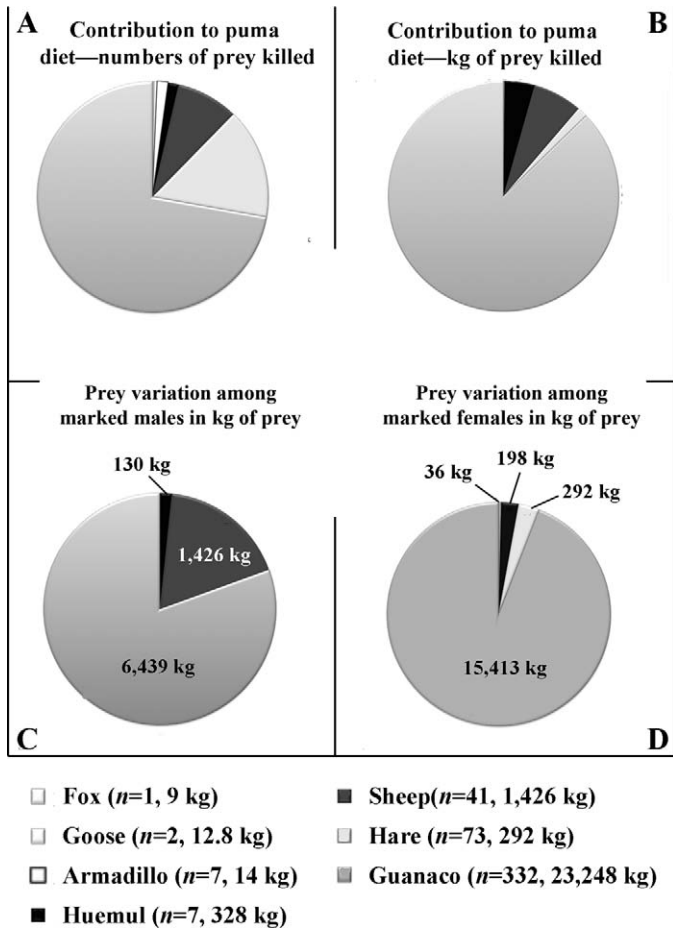 A
Contribution to puma
diet—numbers of prey killed
Contribution to puma
diet—kg of prey killed
B
Prey variation among
marked males in kg of prey
130 kg
1,426 kg
6,439 kg
C
Prey variation among
marked females in kg of prey
36 kg
198 kg
292 kg
15,413 kg
D
Fox (n=1, 9 kg)
Goose (n=2, 12.8 kg)
Armadillo (n=7, 14 kg)
Huemul (n=7, 328 kg)
Sheep(n=41, 1,426 kg)
Hare (n=73, 292 kg)
Guanaco (n=332, 23,248 kg)